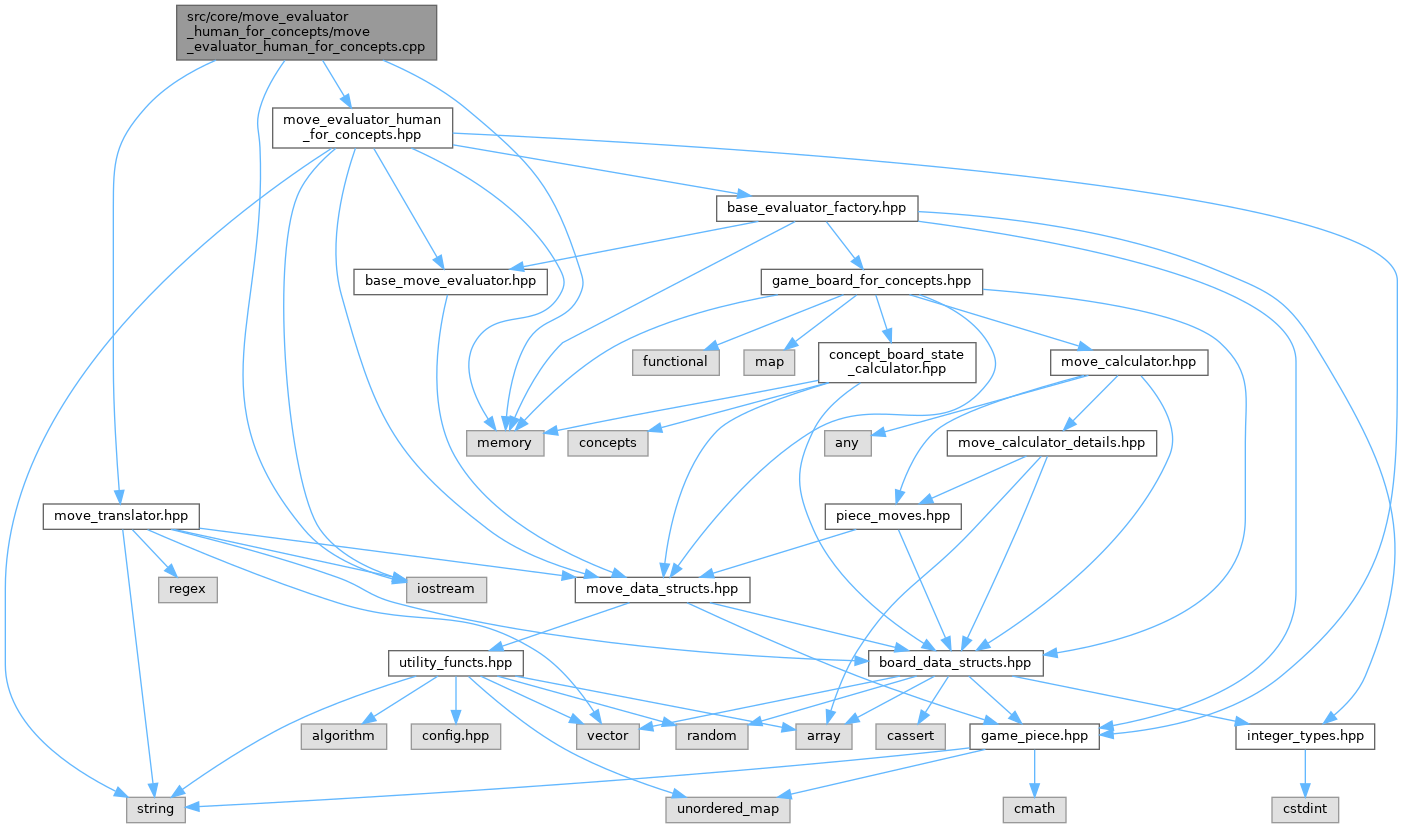 src/core/move_evaluator
_human_for_concepts/move
_evaluator_human_for_concepts.cpp
move_evaluator_human
_for_concepts.hpp
base_evaluator_factory.hpp
base_move_evaluator.hpp
game_board_for_concepts.hpp
functional
map
concept_board_state
_calculator.hpp
move_calculator.hpp
memory
concepts
any
move_calculator_details.hpp
move_translator.hpp
piece_moves.hpp
regex
iostream
move_data_structs.hpp
utility_functs.hpp
board_data_structs.hpp
algorithm
config.hpp
vector
random
array
cassert
game_piece.hpp
integer_types.hpp
string
unordered_map
cmath
cstdint